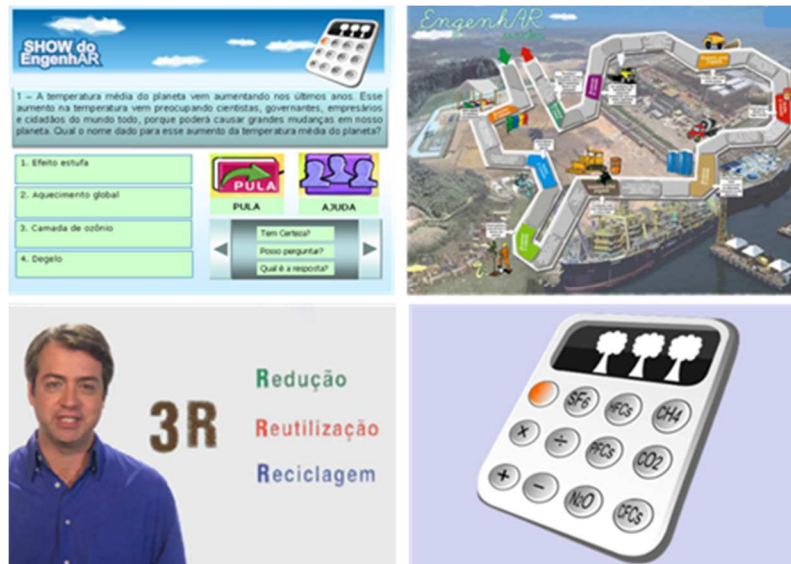 SHOW do
EngenhAR
1 – A temperatura média do planeta vem aumentando nos últimos anos. Esse
aumento na temperatura vem preocupando cientistas, governantes, empresários
e cidadãos do mundo todo, porque poderá causar grandes mudanças em nosso
planeta. Qual o nome dado para esse aumento da temperatura média do planeta?
1. Efeito estufa
2. Aquecimento global
3. Camada de ozônio
4. Degelo
PULA
PULA
AJUDA
Tem Certeza?
Posso perguntar?
Qual é a resposta?
EngenhAR
3R
Redução
Reutilização
Reciclagem
SF6
HFCs
CH4
×
÷
PFCs
CO2
+
−
N2O
CFCs